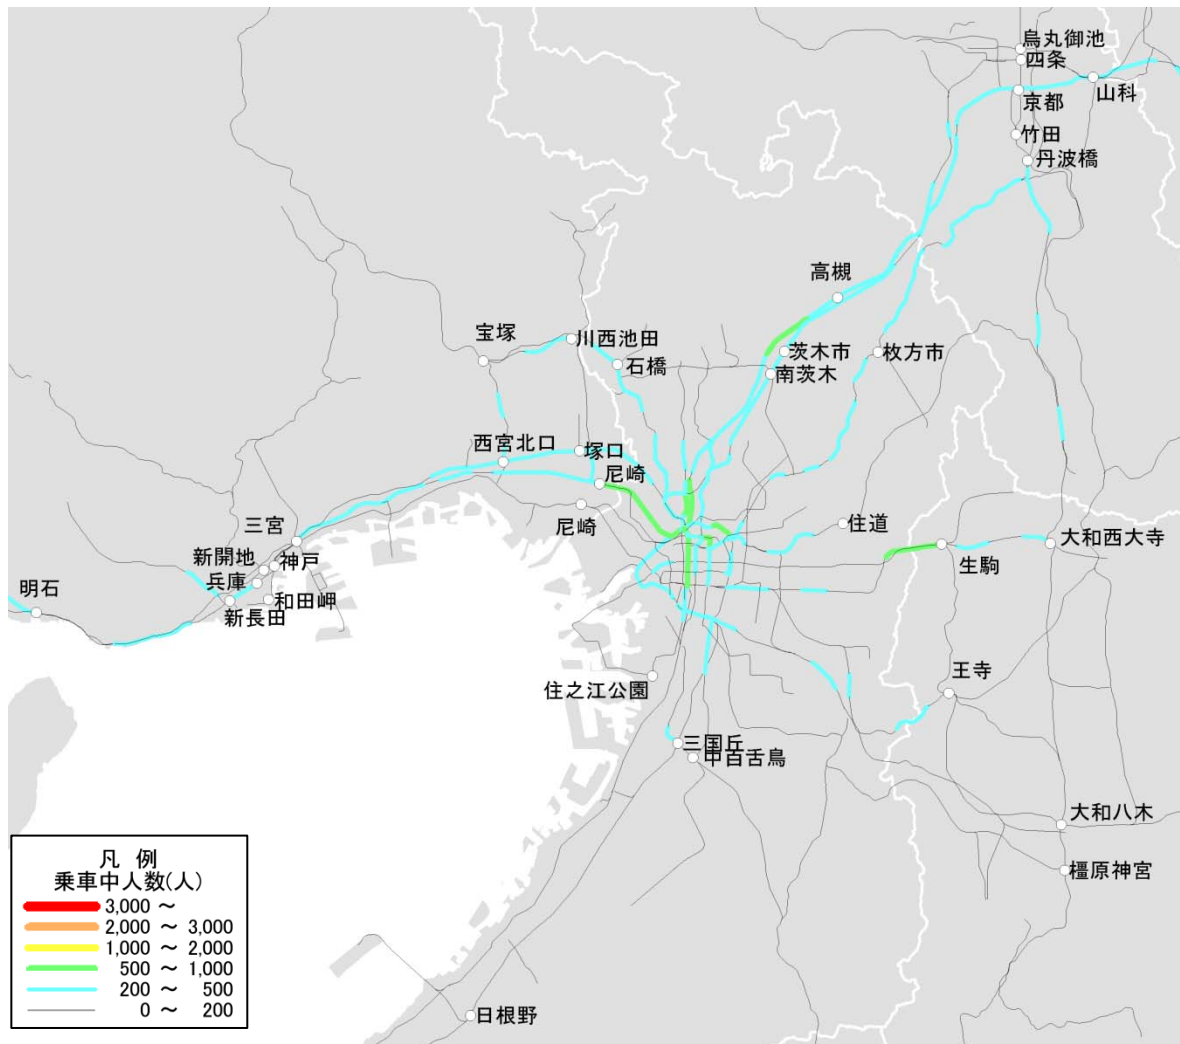 烏丸御池
四条
山科
京都
竹田
丹波橋
高槻
宝塚
川西池田
茨木市
枚方市
石橋
南茨木
西宮北口
塚口
尼崎
尼崎
三宮
住道
大和西大寺
新開地
神戸
生駒
兵庫
明石
和田岬
新長田
王寺
住之江公園
三国丘
中百舌鳥
大和八木
橿原神宮
日根野
凡 例
乗車中人数(人)
3,000 ~
2,000 ~ 3,000
1,000 ~ 2,000
500 ~ 1,000
200 ~ 500
0 ~ 200